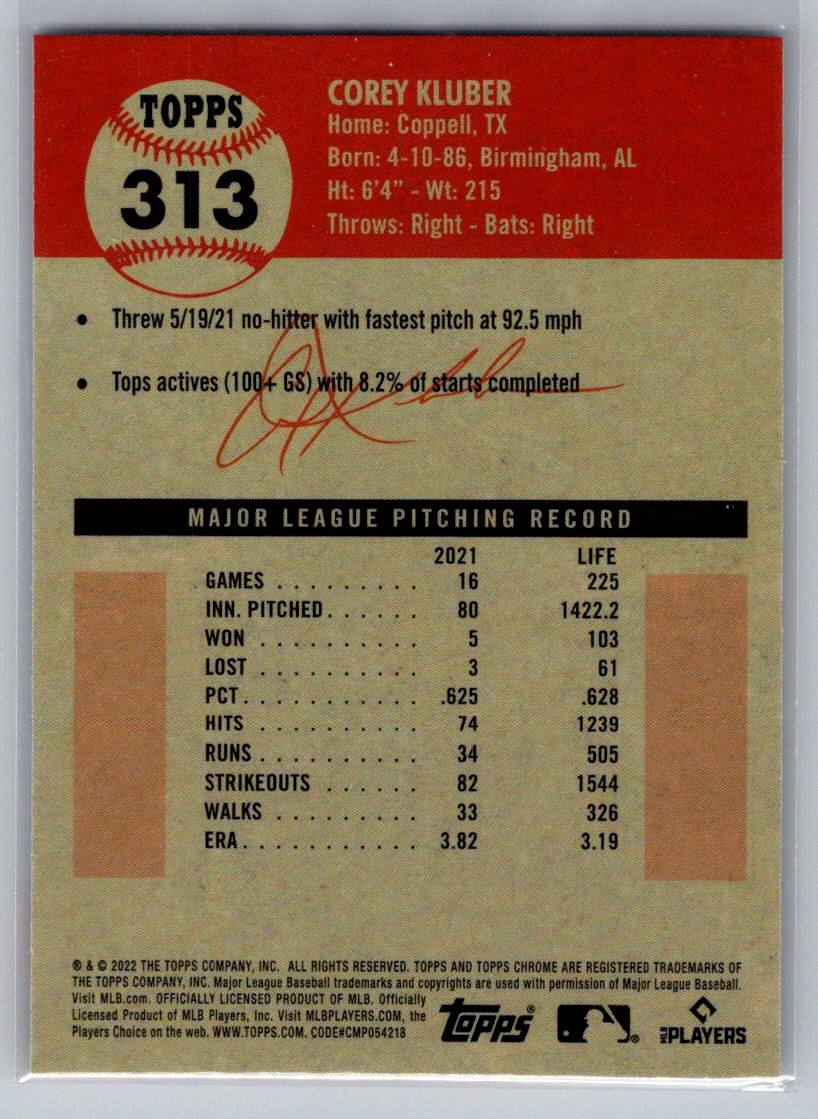 TOPPS
313
COREY KLUBER
Home: Coppell, TX
Born: 4-10-86, Birmingham, AL
Ht: 6'4" - Wt: 215
Throws: Right - Bats: Right
• Threw 5/19/21 no-hitter with fastest pitch at 92.5 mph
• Tops actives (100+ GS) with 8.2% of starts completed
MAJOR LEAGUE PITCHING RECORD
2021 LIFE
GAMES . . . . . . . . . . 16 225
INN. PITCHED . . . . . . 80 1422.2
WON . . . . . . . . . . 5 103
LOST . . . . . . . . . . 3 61
PCT. . . . . . . . . . . .625 .628
HITS . . . . . . . . . . 74 1239
RUNS . . . . . . . . . . 34 505
STRIKEOUTS . . . . . . 82 1544
WALKS . . . . . . . . . 33 326
ERA. . . . . . . . . . . 3.82 3.19
® & © 2022 THE TOPPS COMPANY, INC. ALL RIGHTS RESERVED. TOPPS AND TOPPS CHROME ARE REGISTERED TRADEMARKS OF
THE TOPPS COMPANY, INC. Major League Baseball trademarks and copyrights are used with permission of Major League Baseball.
Visit MLB.com. OFFICIALLY LICENSED PRODUCT OF MLB. Officially
Licensed Product of MLB Players, Inc. Visit MLBPLAYERS.COM, the
Players Choice on the web. WWW.TOPPS.COM. CODE#CMP054218
Topps®
MLB PLAYERS